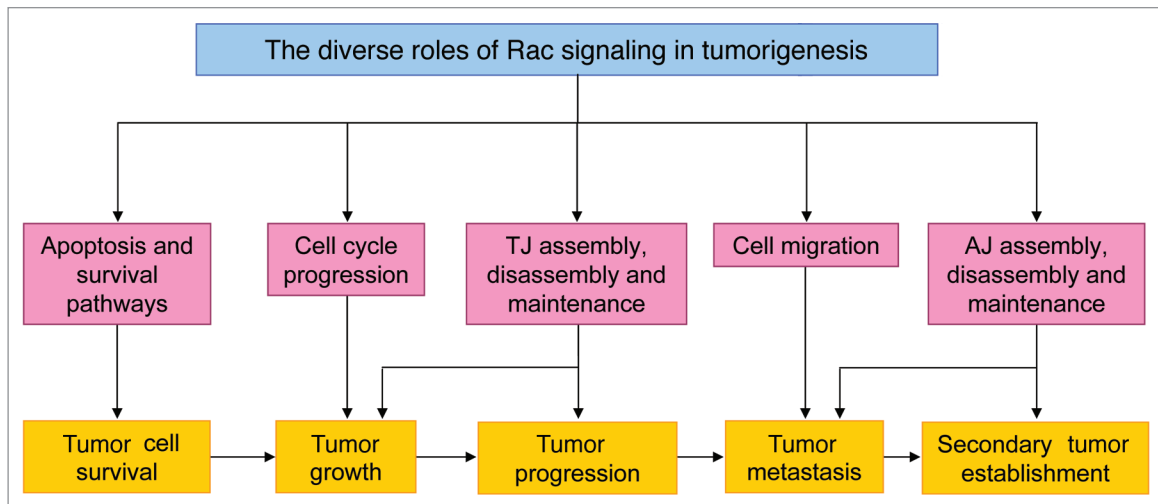 The diverse roles of Rac signaling in tumorigenesis
Apoptosis and
survival
pathways
Cell cycle
progression
TJ assembly,
disassembly and
maintenance
Cell migration
AJ assembly,
disassembly and
maintenance
Tumor cell
survival
Tumor
growth
Tumor
progression
Tumor
metastasis
Secondary tumor
establishment